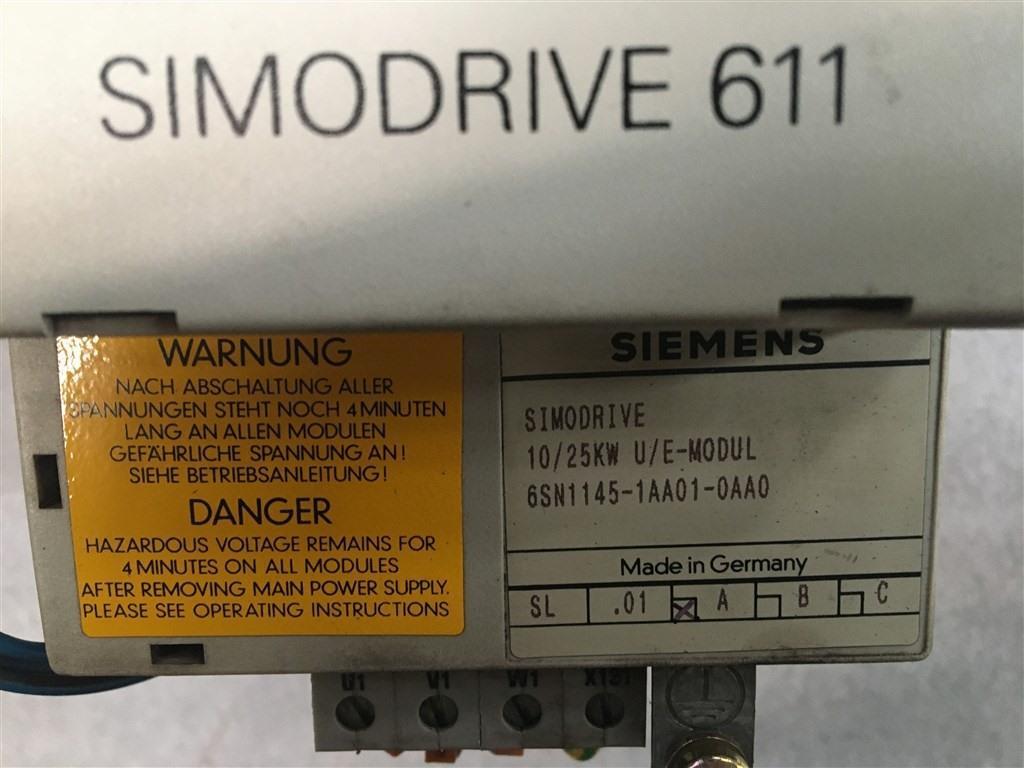 SIMODRIVE 611
WARNUNG
NACH ABSCHALTUNG ALLER
SPANNUNGEN STEHT NOCH 4 MINUTEN
LANG AN ALLEN MODULEN
GEFÄHRLICHE SPANNUNG AN!
SIEHE BETRIEBSANLEITUNG!
DANGER
HAZARDOUS VOLTAGE REMAINS FOR
4 MINUTES ON ALL MODULES
AFTER REMOVING MAIN POWER SUPPLY.
PLEASE SEE OPERATING INSTRUCTIONS
SIEMENS
SIMODRIVE
10/25KW U/E-MODUL
6SN1145-1AA01-0AA0
Made in Germany
SL .01 A B C
U1 V1 W1 X131